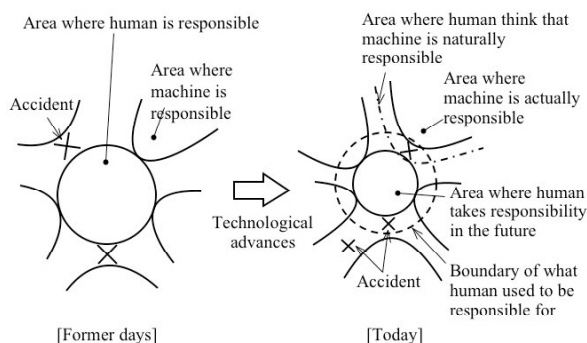 Area where human is responsible
Area where
machine is
responsible
Accident
Technological
advances
[Former days]
Area where human think that
machine is naturally
responsible
Area where
machine is actually
responsible
Area where human
takes responsibility
in the future
Accident
Boundary of what
human used to be
responsible for
[Today]